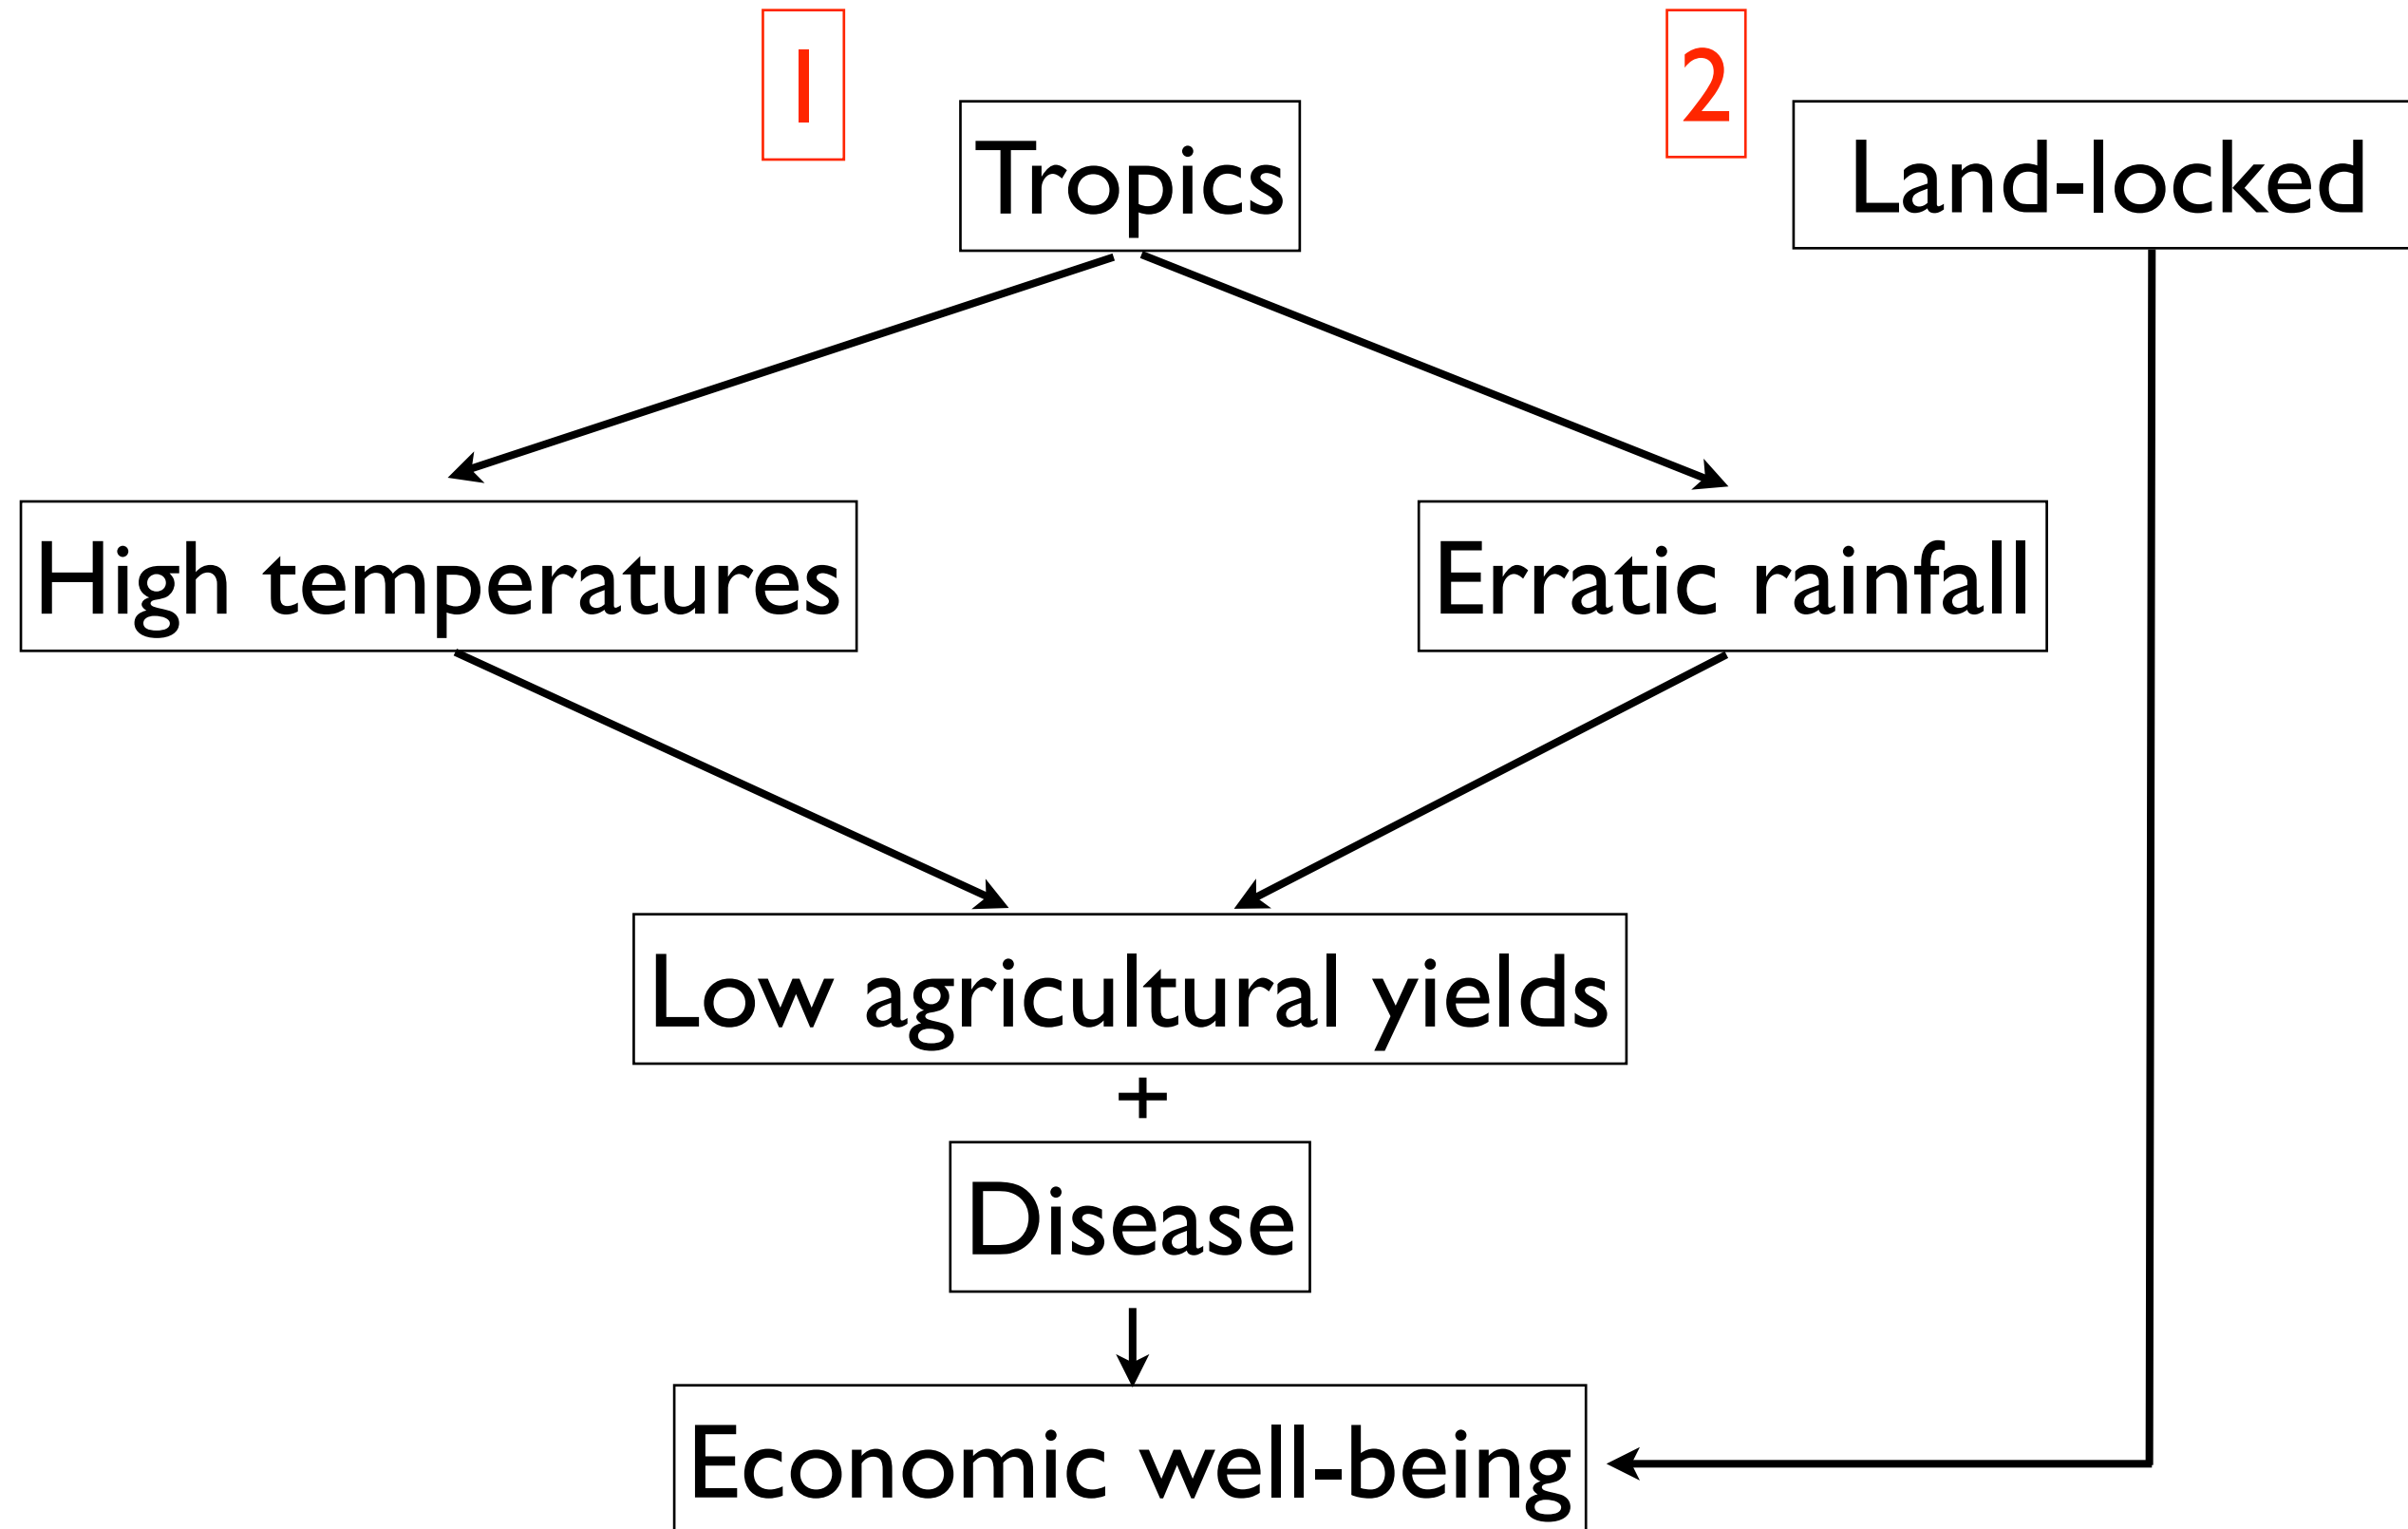 1
2
Tropics
Land-locked
High temperatures
Erratic rainfall
Low agricultural yields
+
Disease
Economic well-being